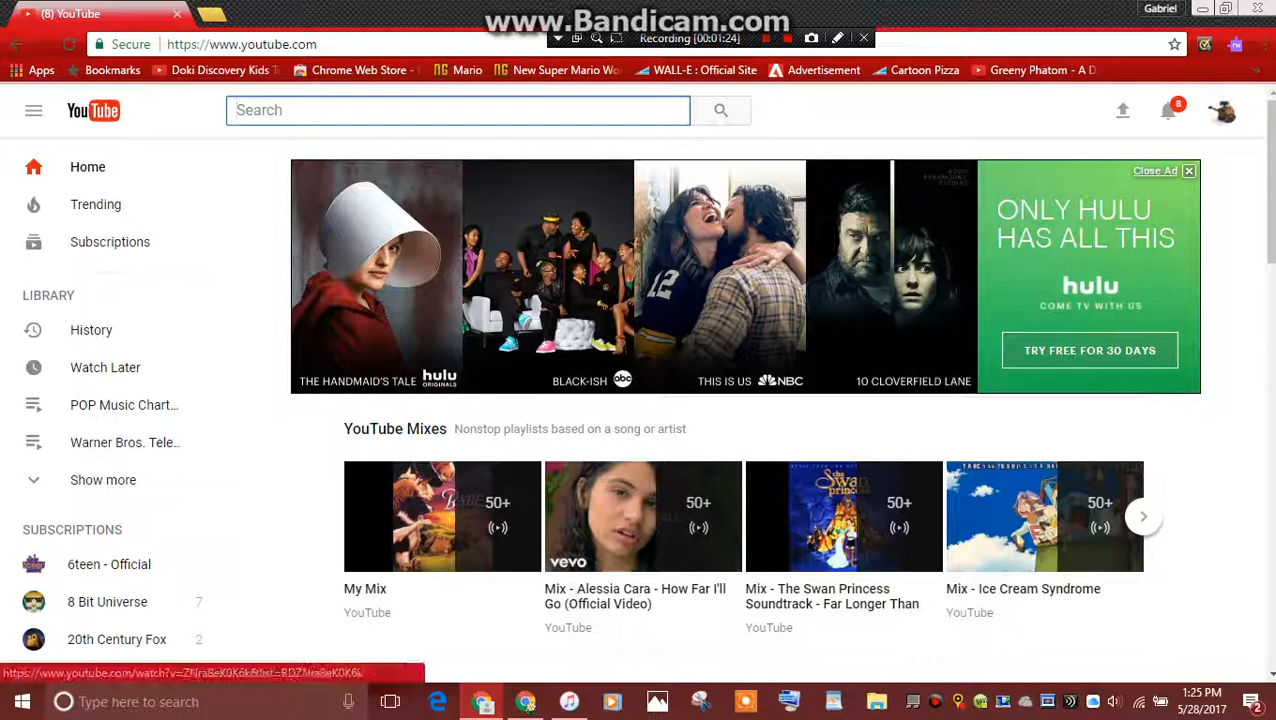 www.Bandicam.com
(8) YouTube
Gabriel
Recording [00:01:24]
Secure
https://www.youtube.com
Apps
Bookmarks
Doki Discovery Kids
Chrome Web Store -
Mario
New Super Mario Wo
WALL-E : Official Site
Advertisement
Cartoon Pizza
Greeny Phatom - A D
YouTube
Search
8
Home
Trending
Subscriptions
LIBRARY
History
Watch Later
POP Music Chart...
Warner Bros. Tele...
Show more
SUBSCRIPTIONS
6teen - Official
8 Bit Universe 7
20th Century Fox 2
Close Ad
12
THE HANDMAID'S TALE hulu ORIGINALS
BLACK-ISH abc
THIS IS US NBC
10 CLOVERFIELD LANE
ONLY HULU
HAS ALL THIS
hulu
COME TV WITH US
TRY FREE FOR 30 DAYS
YouTube Mixes Nonstop playlists based on a song or artist
50+
vevo
50+
the Swan Princess
50+
50+
My Mix
YouTube
Mix - Alessia Cara - How Far I'll
Go (Official Video)
YouTube
Mix - The Swan Princess
Soundtrack - Far Longer Than
YouTube
Mix - Ice Cream Syndrome
YouTube
Type here to search
1:25 PM
5/28/2017
2